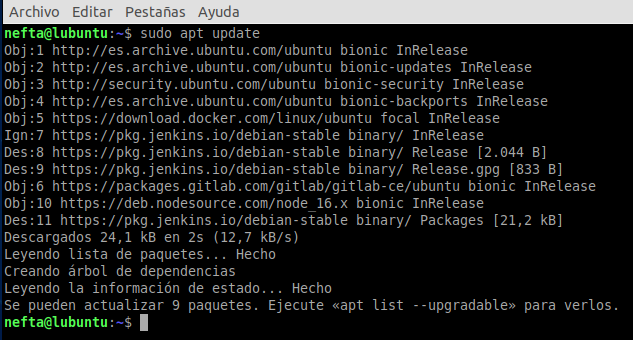 Archivo Editar Pestañas Ayuda
nefta@lubuntu:~$ sudo apt update
Obj:1 http://es.archive.ubuntu.com/ubuntu bionic InRelease
Obj:2 http://es.archive.ubuntu.com/ubuntu bionic-updates InRelease
Obj:3 http://security.ubuntu.com/ubuntu bionic-security InRelease
Obj:4 http://es.archive.ubuntu.com/ubuntu bionic-backports InRelease
Obj:5 https://download.docker.com/linux/ubuntu focal InRelease
Ign:7 https://pkg.jenkins.io/debian-stable binary/ InRelease
Des:8 https://pkg.jenkins.io/debian-stable binary/ Release [2.044 B]
Des:9 https://pkg.jenkins.io/debian-stable binary/ Release.gpg [833 B]
Obj:6 https://packages.gitlab.com/gitlab/gitlab-ce/ubuntu bionic InRelease
Obj:10 https://deb.nodesource.com/node_16.x bionic InRelease
Des:11 https://pkg.jenkins.io/debian-stable binary/ Packages [21,2 kB]
Descargados 24,1 kB en 2s (12,7 kB/s)
Leyendo lista de paquetes... Hecho
Creando árbol de dependencias
Leyendo la información de estado... Hecho
Se pueden actualizar 9 paquetes. Ejecute «apt list --upgradable» para verlos.
nefta@lubuntu:~$